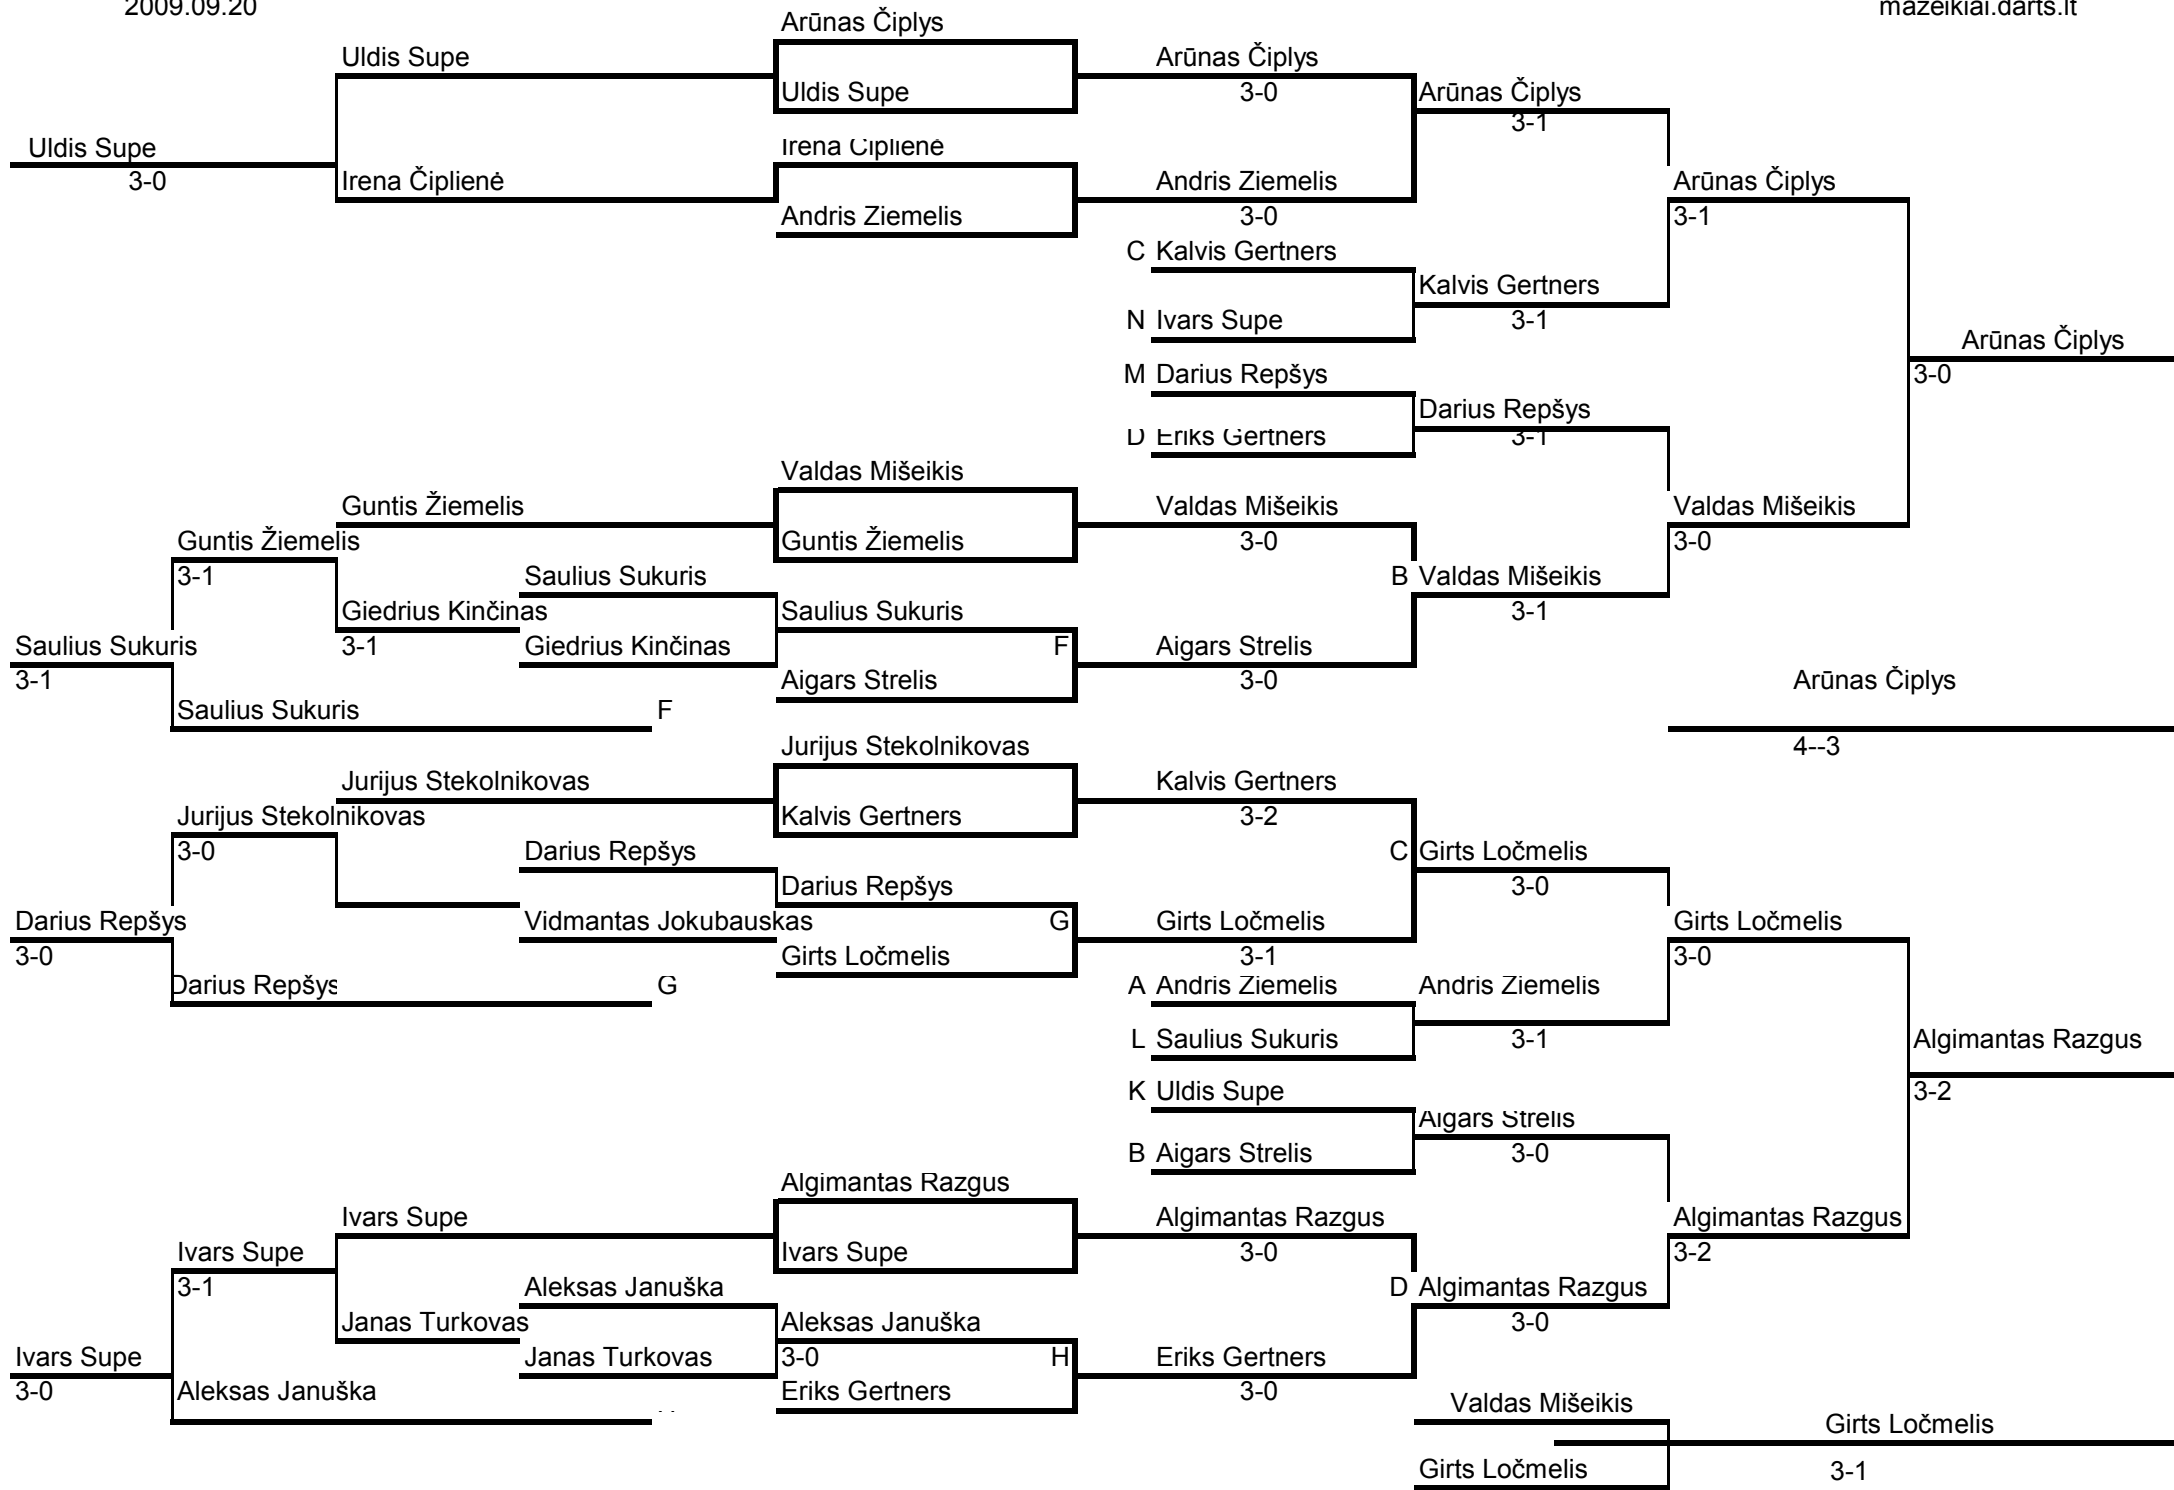 2009.09.20
mazeikiai.darts.lt
Arūnas Čiplys
Uldis Supe
Arūnas Čiplys
Uldis Supe
3-0
Arūnas Čiplys
3-1
Uldis Supe
3-0
Irena Čiplienė
Irena Čiplienė
Andris Ziemelis
Arūnas Čiplys
Andris Ziemelis
3-0
3-1
C Kalvis Gertners
Kalvis Gertners
N Ivars Supe
3-1
Arūnas Čiplys
3-0
M Darius Repšys
Darius Repšys
D Eriks Gertners
3-1
Valdas Mišeikis
Guntis Žiemelis
Valdas Mišeikis
Valdas Mišeikis
Guntis Žiemelis
Guntis Žiemelis
3-0
3-0
3-1
Saulius Sukuris
B Valdas Mišeikis
Giedrius Kinčinas
Saulius Sukuris
3-1
Saulius Sukuris
3-1
Giedrius Kinčinas
F
Aigars Strelis
3-1
Aigars Strelis
3-0
Arūnas Čiplys
Saulius Sukuris
F
Jurijus Stekolnikovas
4--3
Jurijus Stekolnikovas
Kalvis Gertners
Jurijus Stekolnikovas
Kalvis Gertners
3-2
3-0
Darius Repšys
C Girts Ločmelis
Darius Repšys
3-0
Darius Repšys
Vidmantas Jokubauskas
G
Girts Ločmelis
Girts Ločmelis
3-0
Girts Ločmelis
3-1
3-0
Darius Repšys
G
A Andris Ziemelis
Andris Ziemelis
L Saulius Sukuris
3-1
Algimantas Razgus
K Uldis Supe
3-2
Aigars Strelis
B Aigars Strelis
3-0
Algimantas Razgus
Ivars Supe
Algimantas Razgus
Algimantas Razgus
Ivars Supe
Ivars Supe
3-0
3-2
3-1
Aleksas Januška
D Algimantas Razgus
Janas Turkovas
Aleksas Januška
3-0
Ivars Supe
Janas Turkovas
3-0
H
Eriks Gertners
3-0
Aleksas Januška
Eriks Gertners
3-0
Valdas Mišeikis
Girts Ločmelis
Girts Ločmelis
3-1